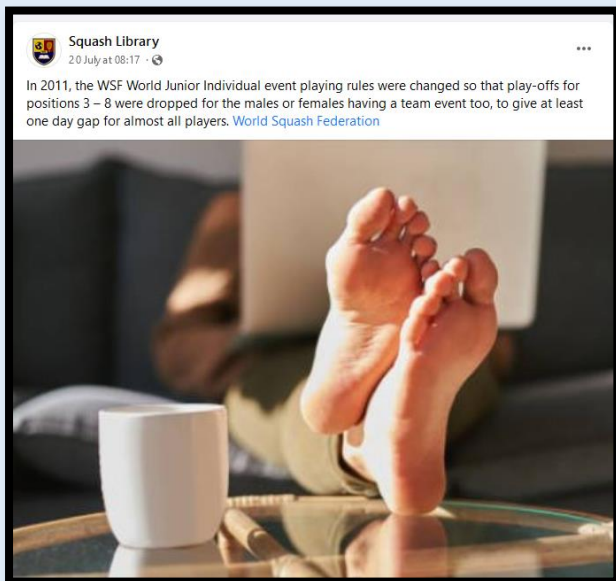 Squash Library
20 July at 08:17 ·
In 2011, the WSF World Junior Individual event playing rules were changed so that play-offs for
positions 3 – 8 were dropped for the males or females having a team event too, to give at least
one day gap for almost all players. World Squash Federation